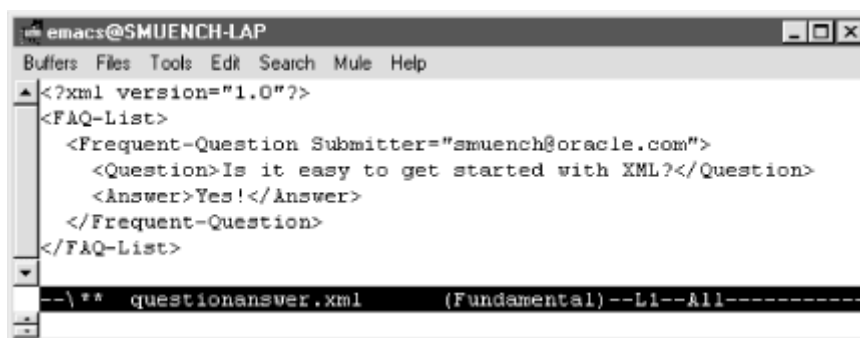 emacs@SMUENCH-LAP
Buffers Files Tools Edit Search Mule Help
<?xml version="1.0"?>
<FAQ-List>
  <Frequent-Question Submitter="smuench@oracle.com">
    <Question>Is it easy to get started with XML?</Question>
    <Answer>Yes!</Answer>
  </Frequent-Question>
</FAQ-List>
--\**  questionanswer.xml      (Fundamental)--L1--All-----------